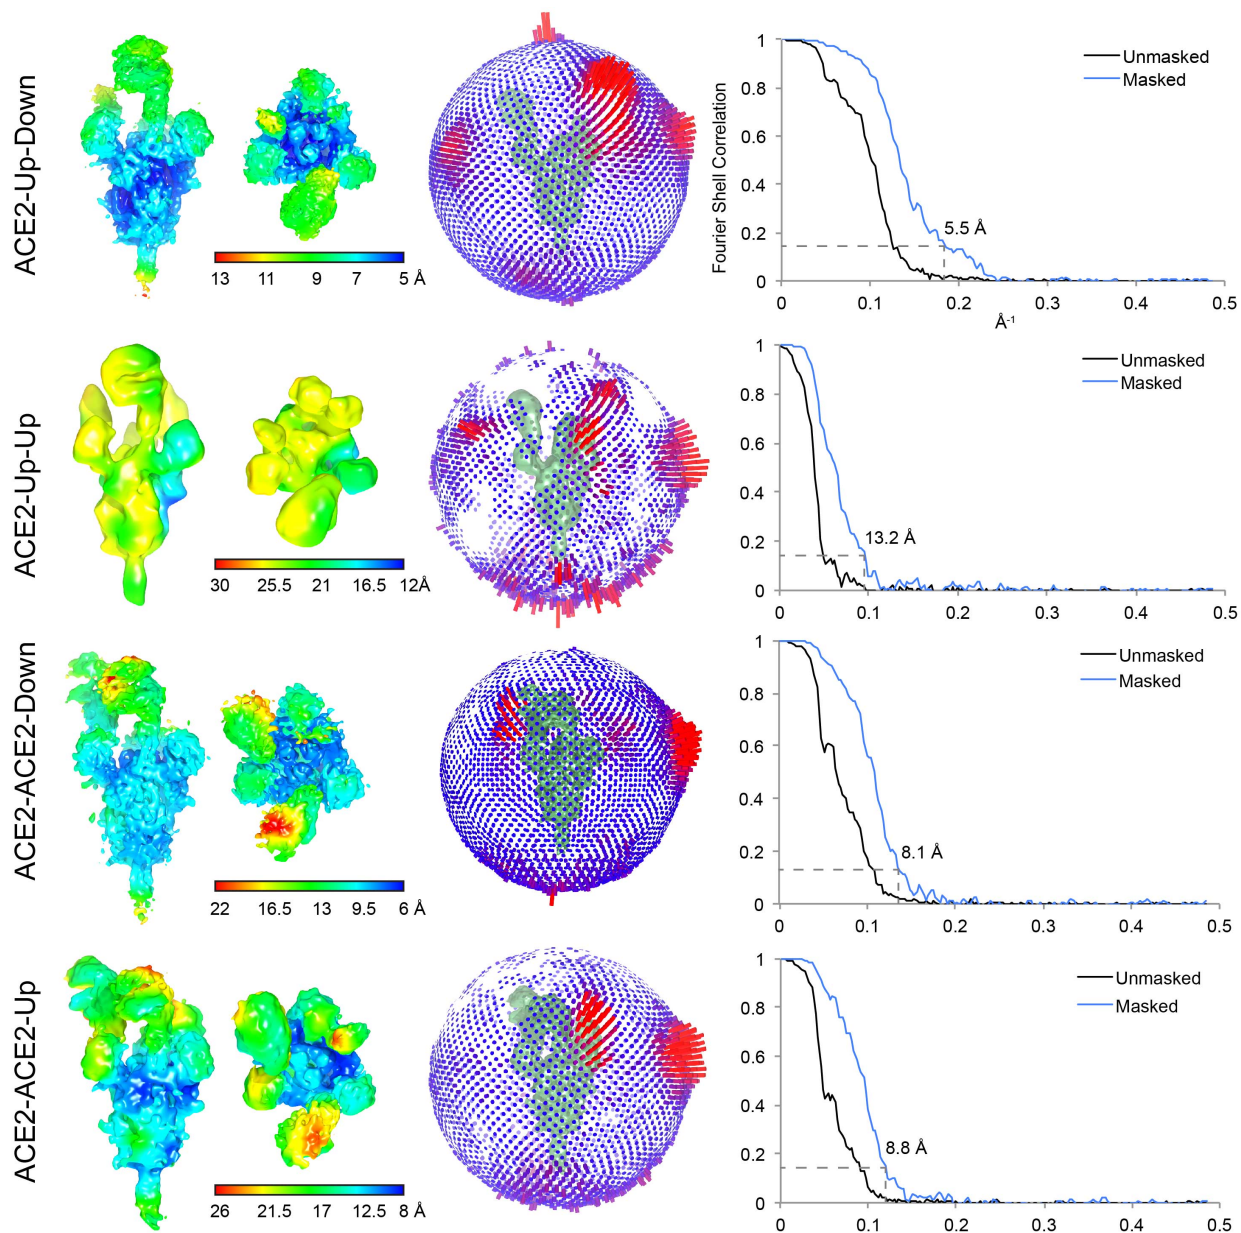 ACE2-Up-Down
13 11 9 7 5 Å
Fourier Shell Correlation
1
0.8
0.6
0.4
0.2
0
Unmasked
Masked
5.5 Å
0 0.1 0.2 0.3 0.4 0.5
Å-1
ACE2-Up-Up
30 25.5 21 16.5 12Å
1
0.8
0.6
0.4
0.2
0
Unmasked
Masked
13.2 Å
0 0.1 0.2 0.3 0.4 0.5
ACE2-ACE2-Down
22 16.5 13 9.5 6 Å
1
0.8
0.6
0.4
0.2
0
Unmasked
Masked
8.1 Å
0 0.1 0.2 0.3 0.4 0.5
ACE2-ACE2-Up
26 21.5 17 12.5 8 Å
1
0.8
0.6
0.4
0.2
0
Unmasked
Masked
8.8 Å
0 0.1 0.2 0.3 0.4 0.5